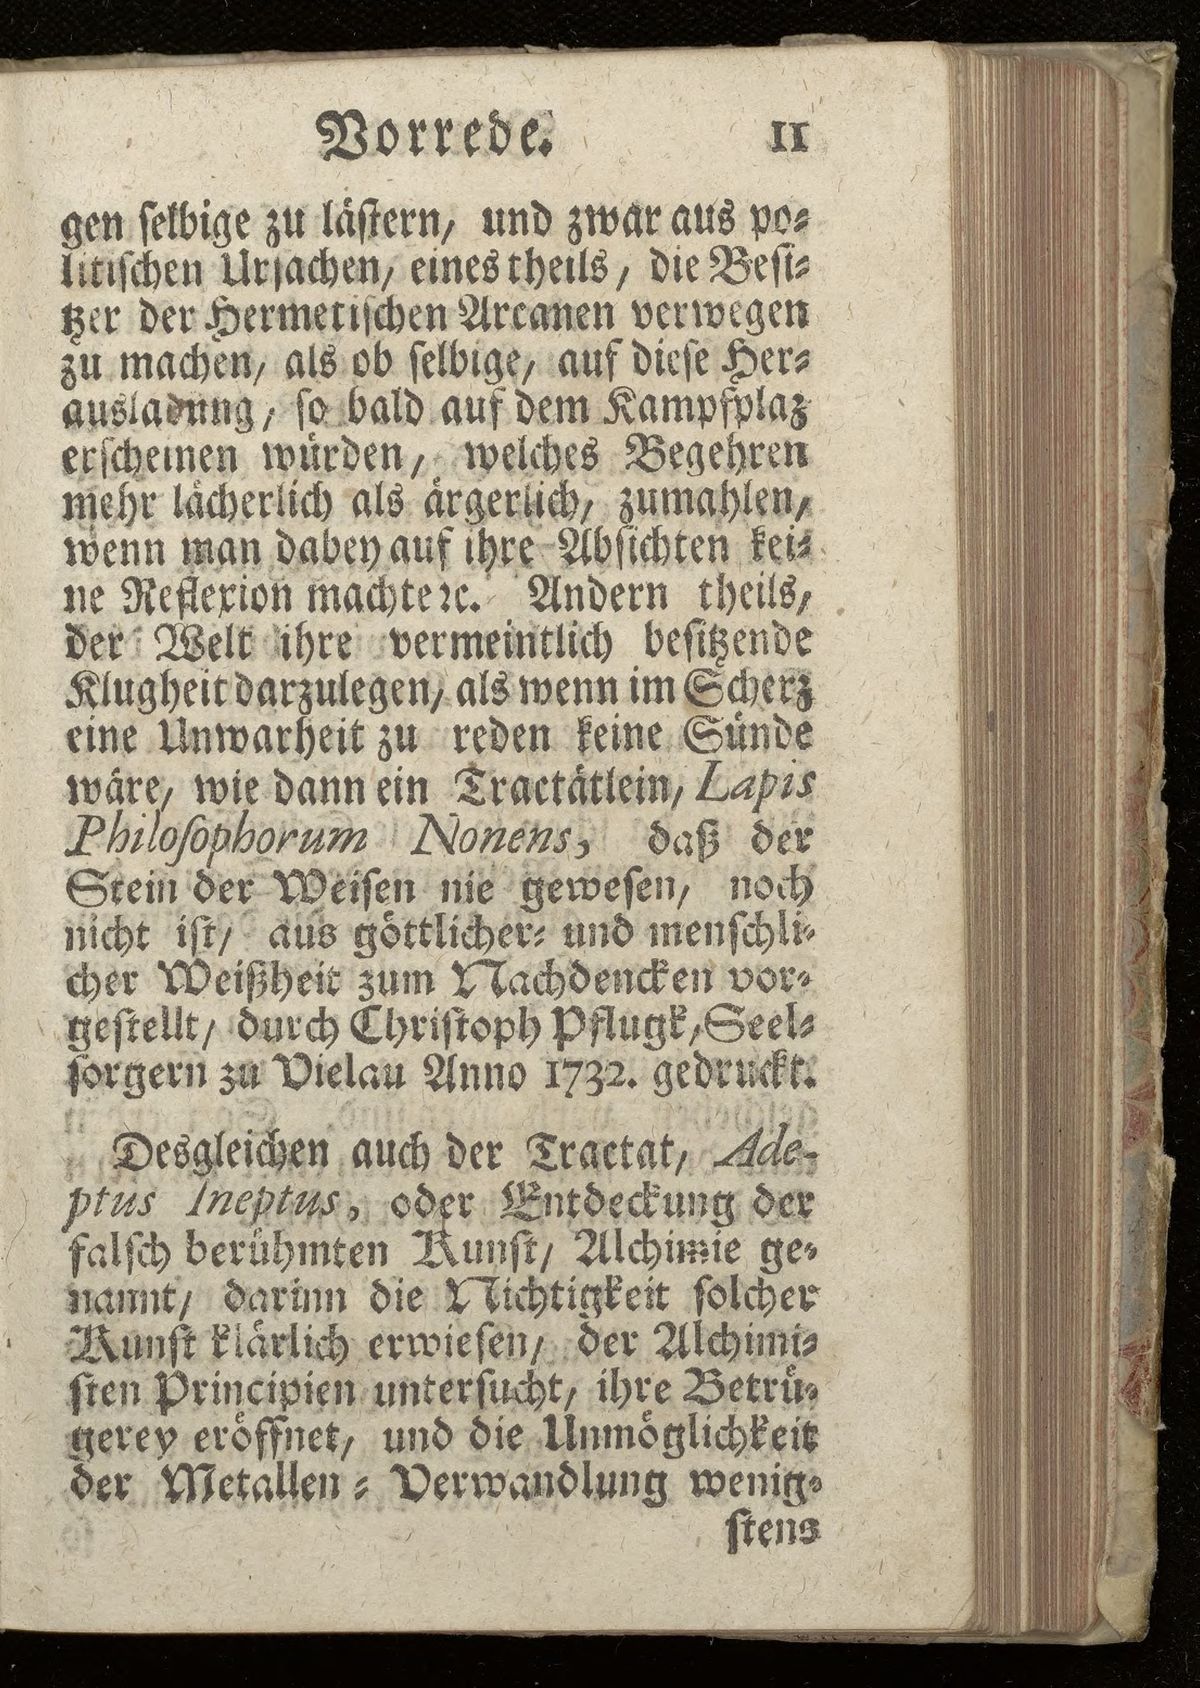 Vorrede. 11
gen ſelbige zu läſtern, und zwar aus po⸗
litiſchen Urſachen, eines theils, die Beſi⸗
tzer der Hermetiſchen Arcanen verwegen
zu machen, als ob ſelbige, auf dieſe Her⸗
ausladung, ſo bald auf dem Kampfplaz
erſcheinen würden, welches Begehren
mehr lächerlich als ärgerlich, zumahlen,
wenn man dabey auf ihre Abſichten kei⸗
ne Reflexion machte ꝛc. Andern theils,
der Welt ihre vermeintlich beſitzende
Klugheit darzulegen, als wenn im Scherz
eine Unwarheit zu reden keine Sünde
wäre, wie dann ein Tractätlein, Lapis
Philoſophorum Nonens, daß der
Stein der Weiſen nie geweſen, noch
nicht iſt, aus göttlicher⸗ und menſchli⸗
cher Weißheit zum Nachdencken vor⸗
geſtellt, durch Chriſtoph Pflugk, Seel⸗
ſorgern zu Vielau Anno 1732. gedruckt.
Desgleichen auch der Tractat, Ade-
ptus Ineptus, oder Entdeckung der
falſch berühmten Kunſt, Alchimie ge⸗
nannt, darinn die Nichtigkeit ſolcher
Kunſt klärlich erwieſen, der Alchimi⸗
ſten Principien unterſucht, ihre Betrü⸗
gerey eröffnet, und die Unmöglichkeit
der Metallen⸗Verwandlung wenig⸗
ſtens